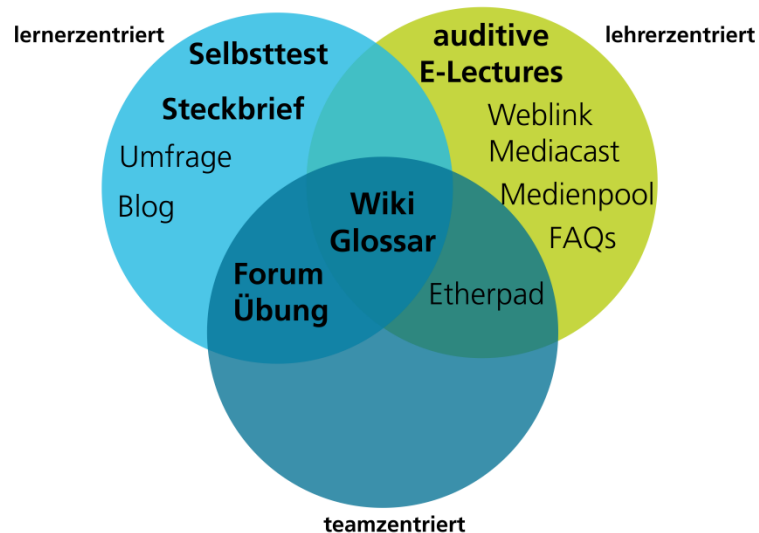 lernerzentriert
lehrerzentriert
Selbsttest
Steckbrief
Umfrage
Blog
auditive
E-Lectures
Weblink
Mediacast
Medienpool
FAQs
Wiki
Glossar
Forum
Übung
Etherpad
teamzentriert